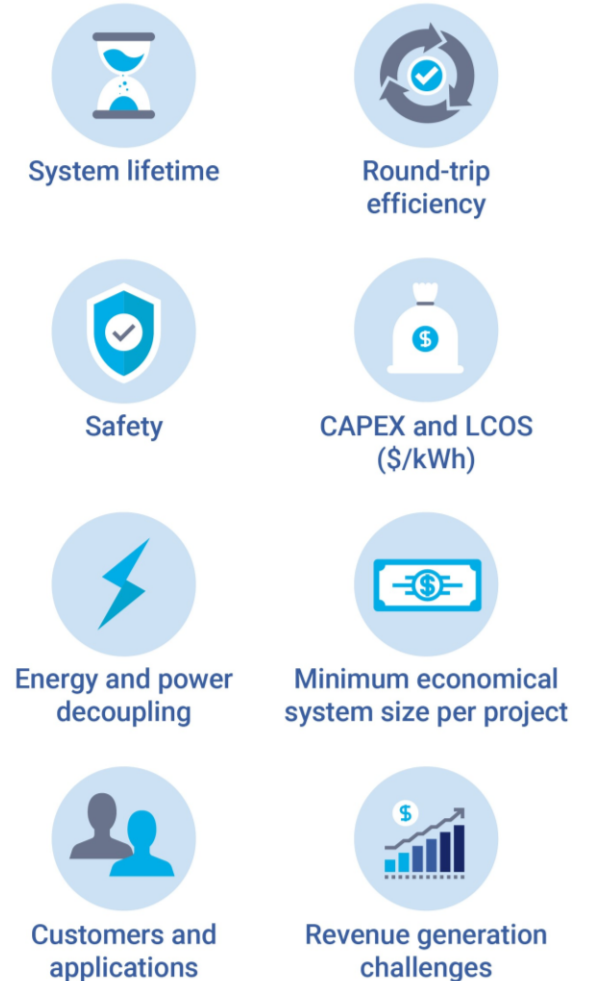 System lifetime
Round-trip
efficiency
Safety
$
CAPEX and LCOS
($/kWh)
Energy and power
decoupling
$
Minimum economical
system size per project
Customers and
applications
$
Revenue generation
challenges